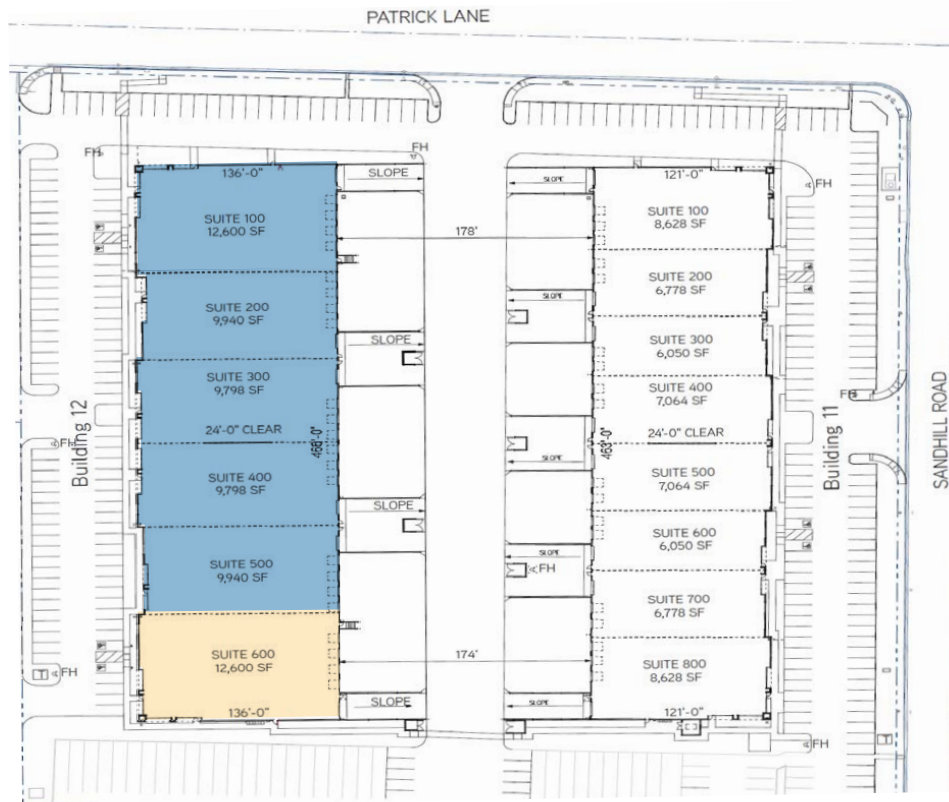 PATRICK LANE
FH
FH
136'-0"
SLOPE
SLOPE
121'-0"
FH
SUITE 100
12,600 SF
SUITE 100
8,628 SF
178'
SUITE 200
6,778 SF
SUITE 200
9,940 SF
SLOPE
SLOPE
SUITE 300
6,050 SF
SUITE 300
9,798 SF
SUITE 400
7,064 SF
FH
24'-0" CLEAR
468'-0"
24'-0" CLEAR
463'-0"
FH
Building 12
Building 11
SANDHILL ROAD
SLOPE
SUITE 400
9,798 SF
SUITE 500
7,064 SF
SLOPE
SUITE 600
6,050 SF
SLOPE
SUITE 500
9,940 SF
FH
SUITE 700
6,778 SF
SUITE 600
12,600 SF
174'
SUITE 800
8,628 SF
FH
SLOPE
SLOPE
136'-0"
121'-0"
FH